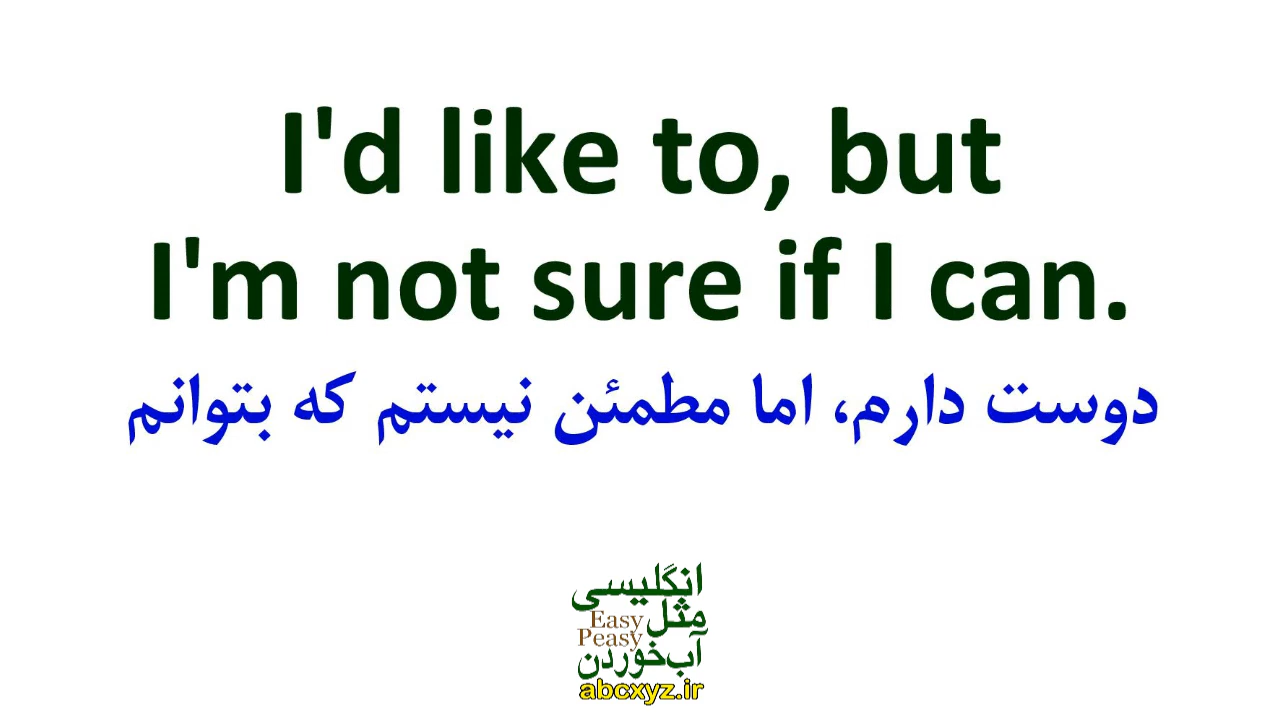 I'd like to, but
I'm not sure if I can.
دوست دارم، اما مطمئن نیستم که بتوانم
انگلیسی
مثل
Easy
Peasy
آب‌خوردن
abcxyz.ir